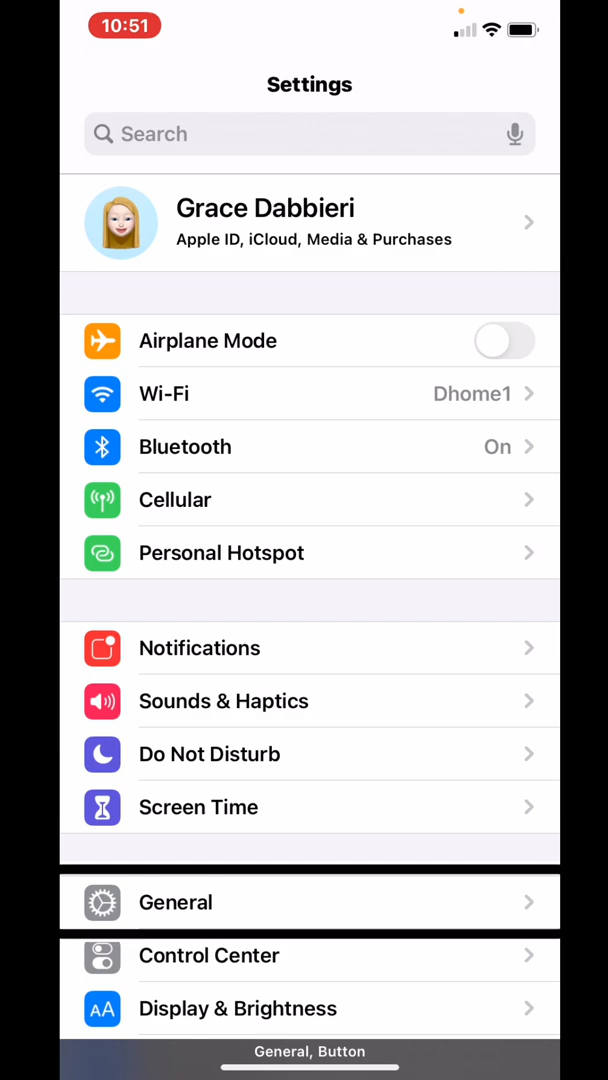 10:51
Settings
Search
Grace Dabbieri
Apple ID, iCloud, Media & Purchases
Airplane Mode
Wi-Fi Dhome1
Bluetooth On
Cellular
Personal Hotspot
Notifications
Sounds & Haptics
Do Not Disturb
Screen Time
General
Control Center
AA Display & Brightness
General, Button